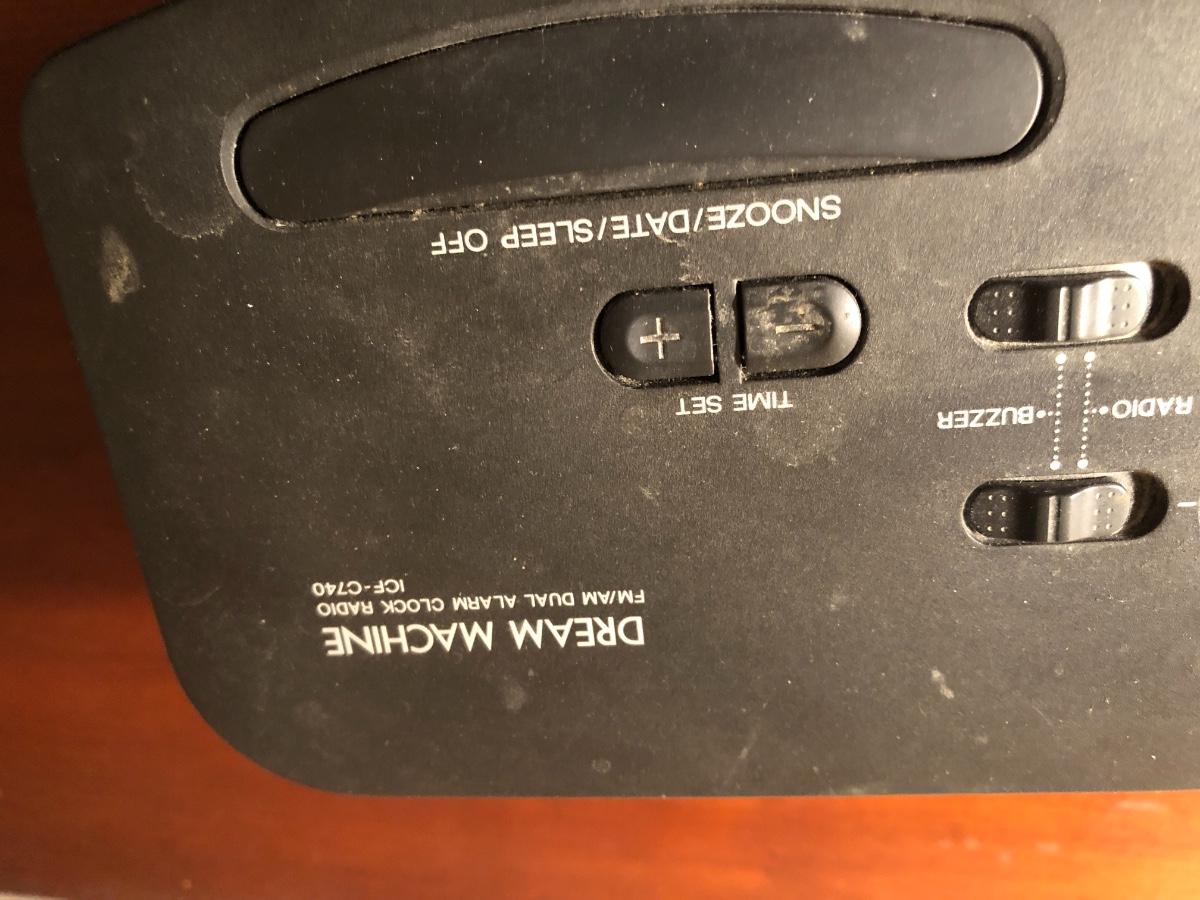 DREAM MACHINE
FM/AM DUAL ALARM CLOCK RADIO
ICF-C740
RADIO
BUZZER
TIME SET
− +
SNOOZE/DATE/SLEEP OFF